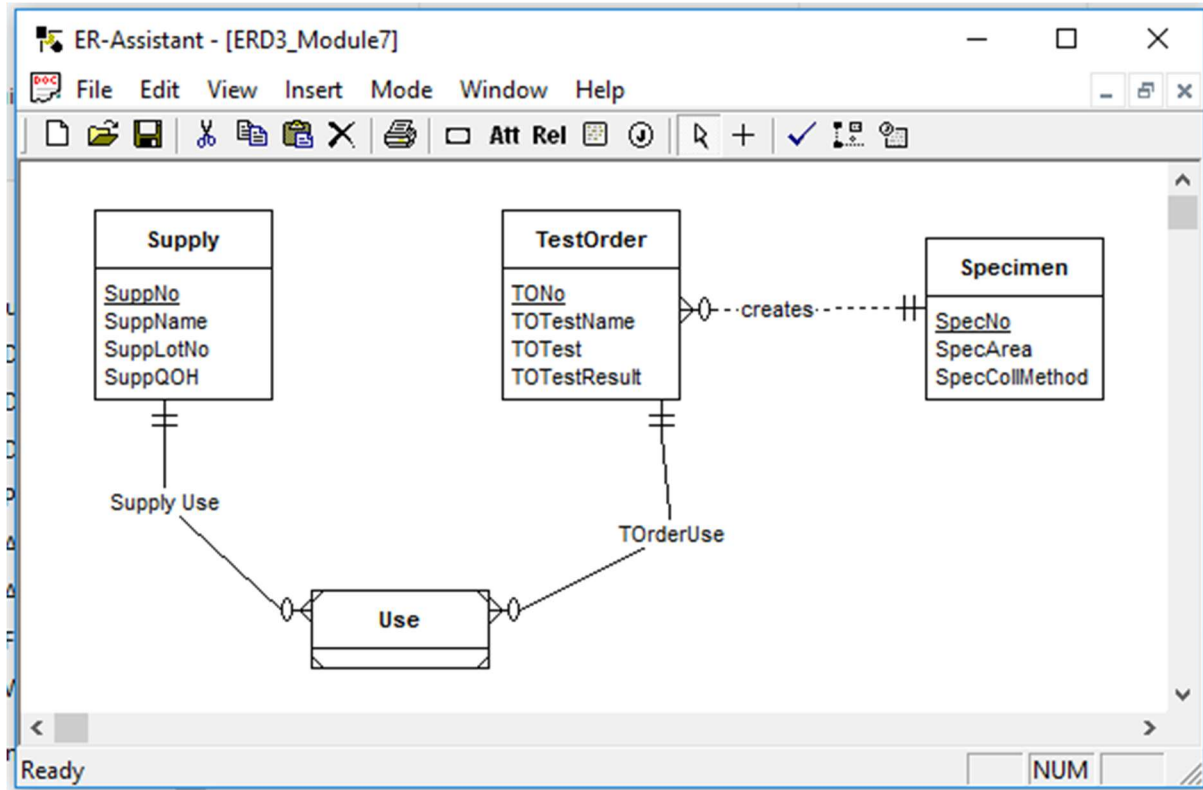 ER-Assistant - [ERD3_Module7]
DOC
File Edit View Insert Mode Window Help
Att Rel J
Supply
SuppNo
SuppName
SuppLotNo
SuppQOH
TestOrder
TONo
TOTestName
TOTest
TOTestResult
creates
Specimen
SpecNo
SpecArea
SpecCollMethod
Supply Use
TOrderUse
Use
Ready
NUM